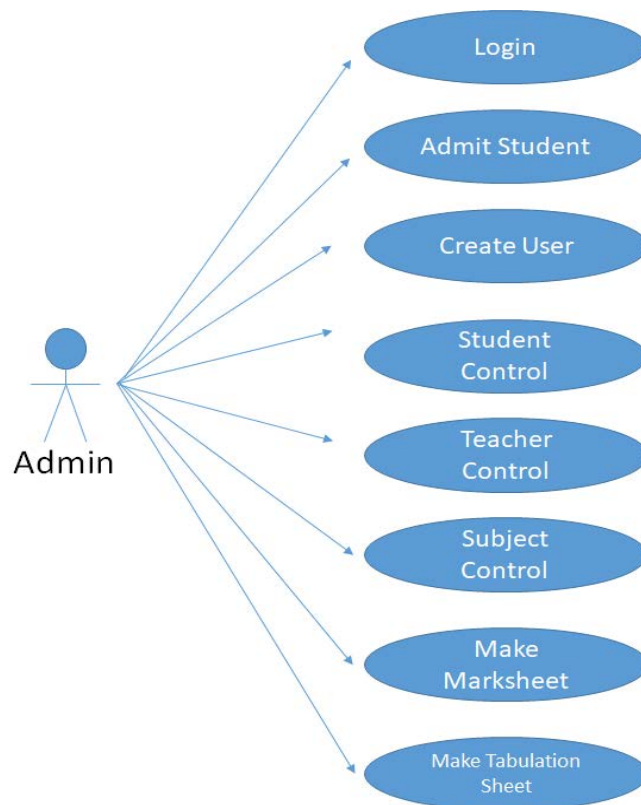 Login
Admit Student
Create User
Student
Control
Teacher
Control
Admin
Subject
Control
Make
Marksheet
Make Tabulation
Sheet